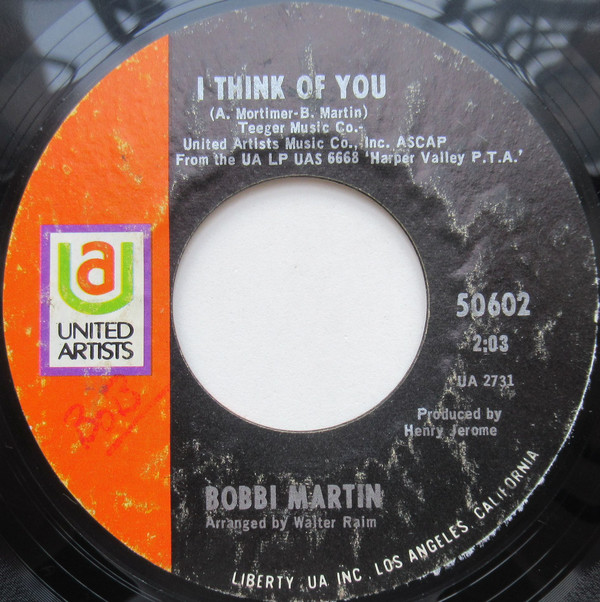 I THINK OF YOU
(A. Mortimer-B. Martin)
Teeger Music Co.-
United Artists Music Co., Inc. ASCAP
From the UA LP UAS 6668 'Harper Valley P.T.A.'
ua
UNITED
ARTISTS
50602
2:03
UA 2731
Produced by
Henry Jerome
BOB
BOBBI MARTIN
Arranged by Walter Raim
LIBERTY, UA INC. LOS ANGELES, CALIFORNIA